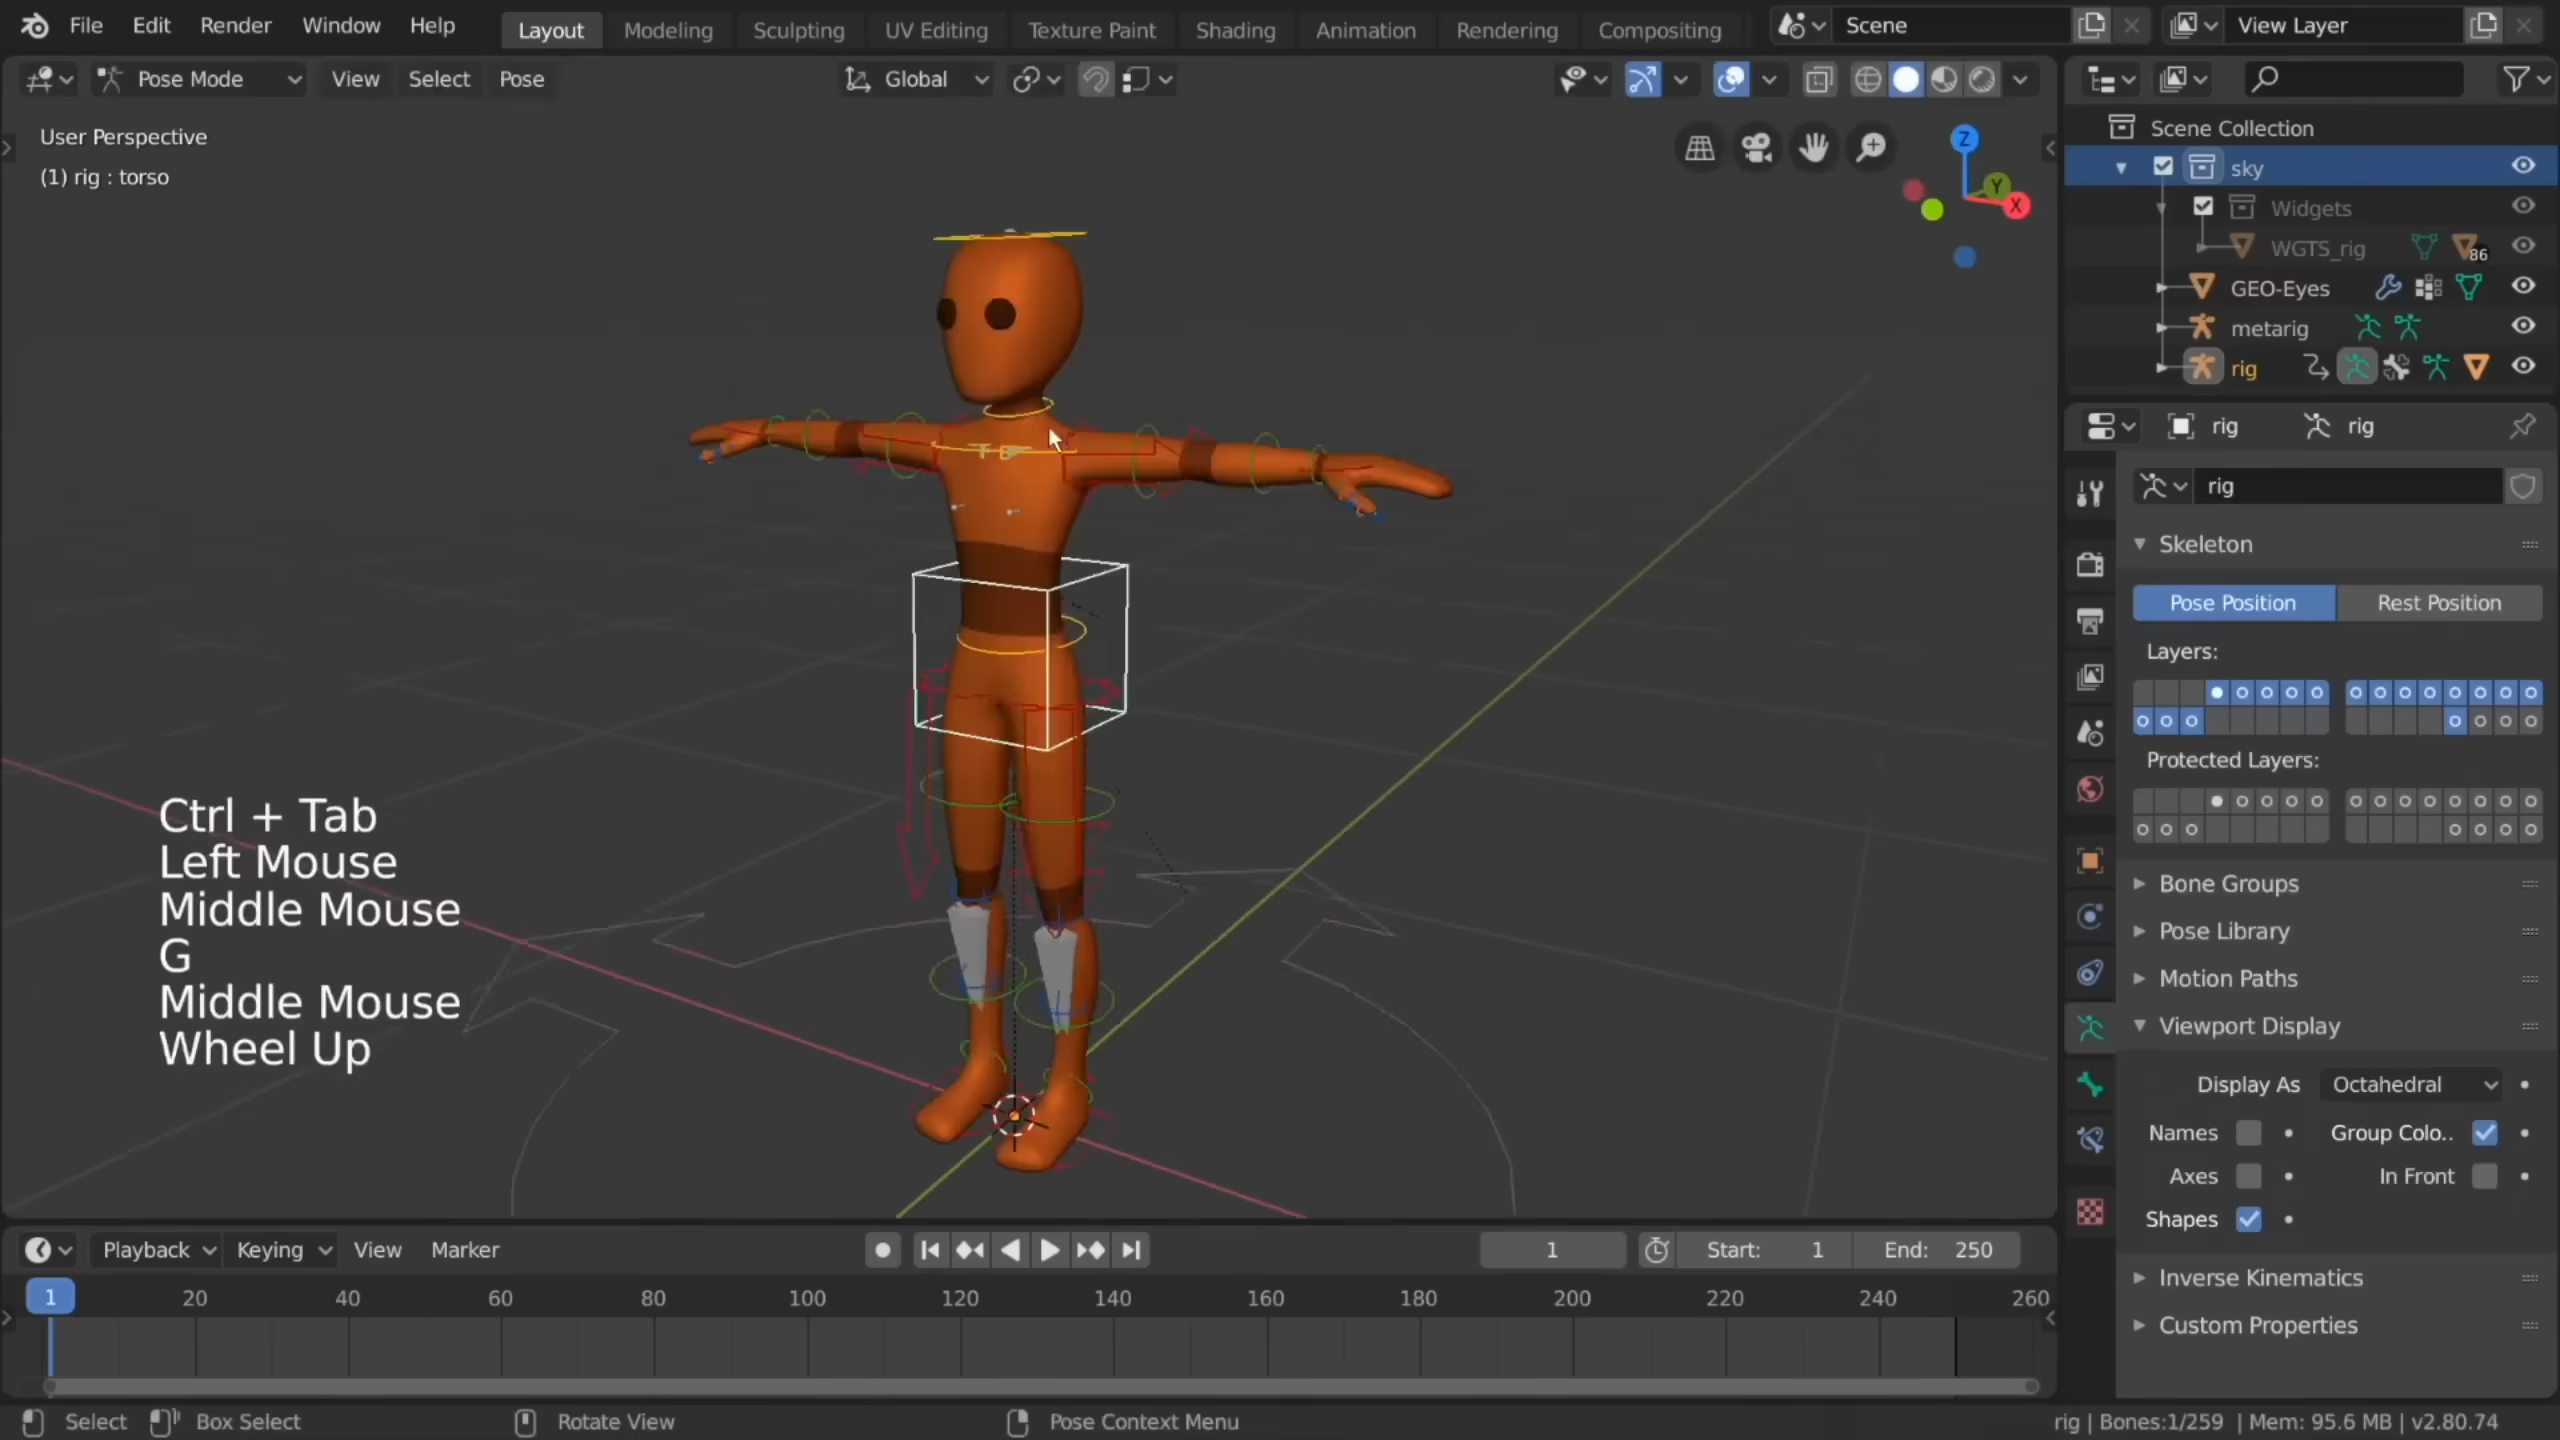 File Edit Render Window Help Layout Modeling Sculpting UV Editing Texture Paint Shading Animation Rendering Compositing Scene View Layer
Pose Mode View Select Pose Global
User Perspective
(1) rig : torso
Z
Y
X
Scene Collection
sky
Widgets
WGTS_rig 86
GEO-Eyes
metarig
rig
rig rig
rig
Skeleton
Pose Position Rest Position
Layers:
Protected Layers:
Bone Groups
Pose Library
Motion Paths
Viewport Display
Display As Octahedral
Names Group Colo..
Axes In Front
Shapes
Inverse Kinematics
Custom Properties
Ctrl + Tab
Left Mouse
Middle Mouse
G
Middle Mouse
Wheel Up
Playback Keying View Marker 1 Start: 1 End: 250
1 20 40 60 80 100 120 140 160 180 200 220 240 260
Select Box Select Rotate View Pose Context Menu rig | Bones:1/259 | Mem: 95.6 MB | v2.80.74